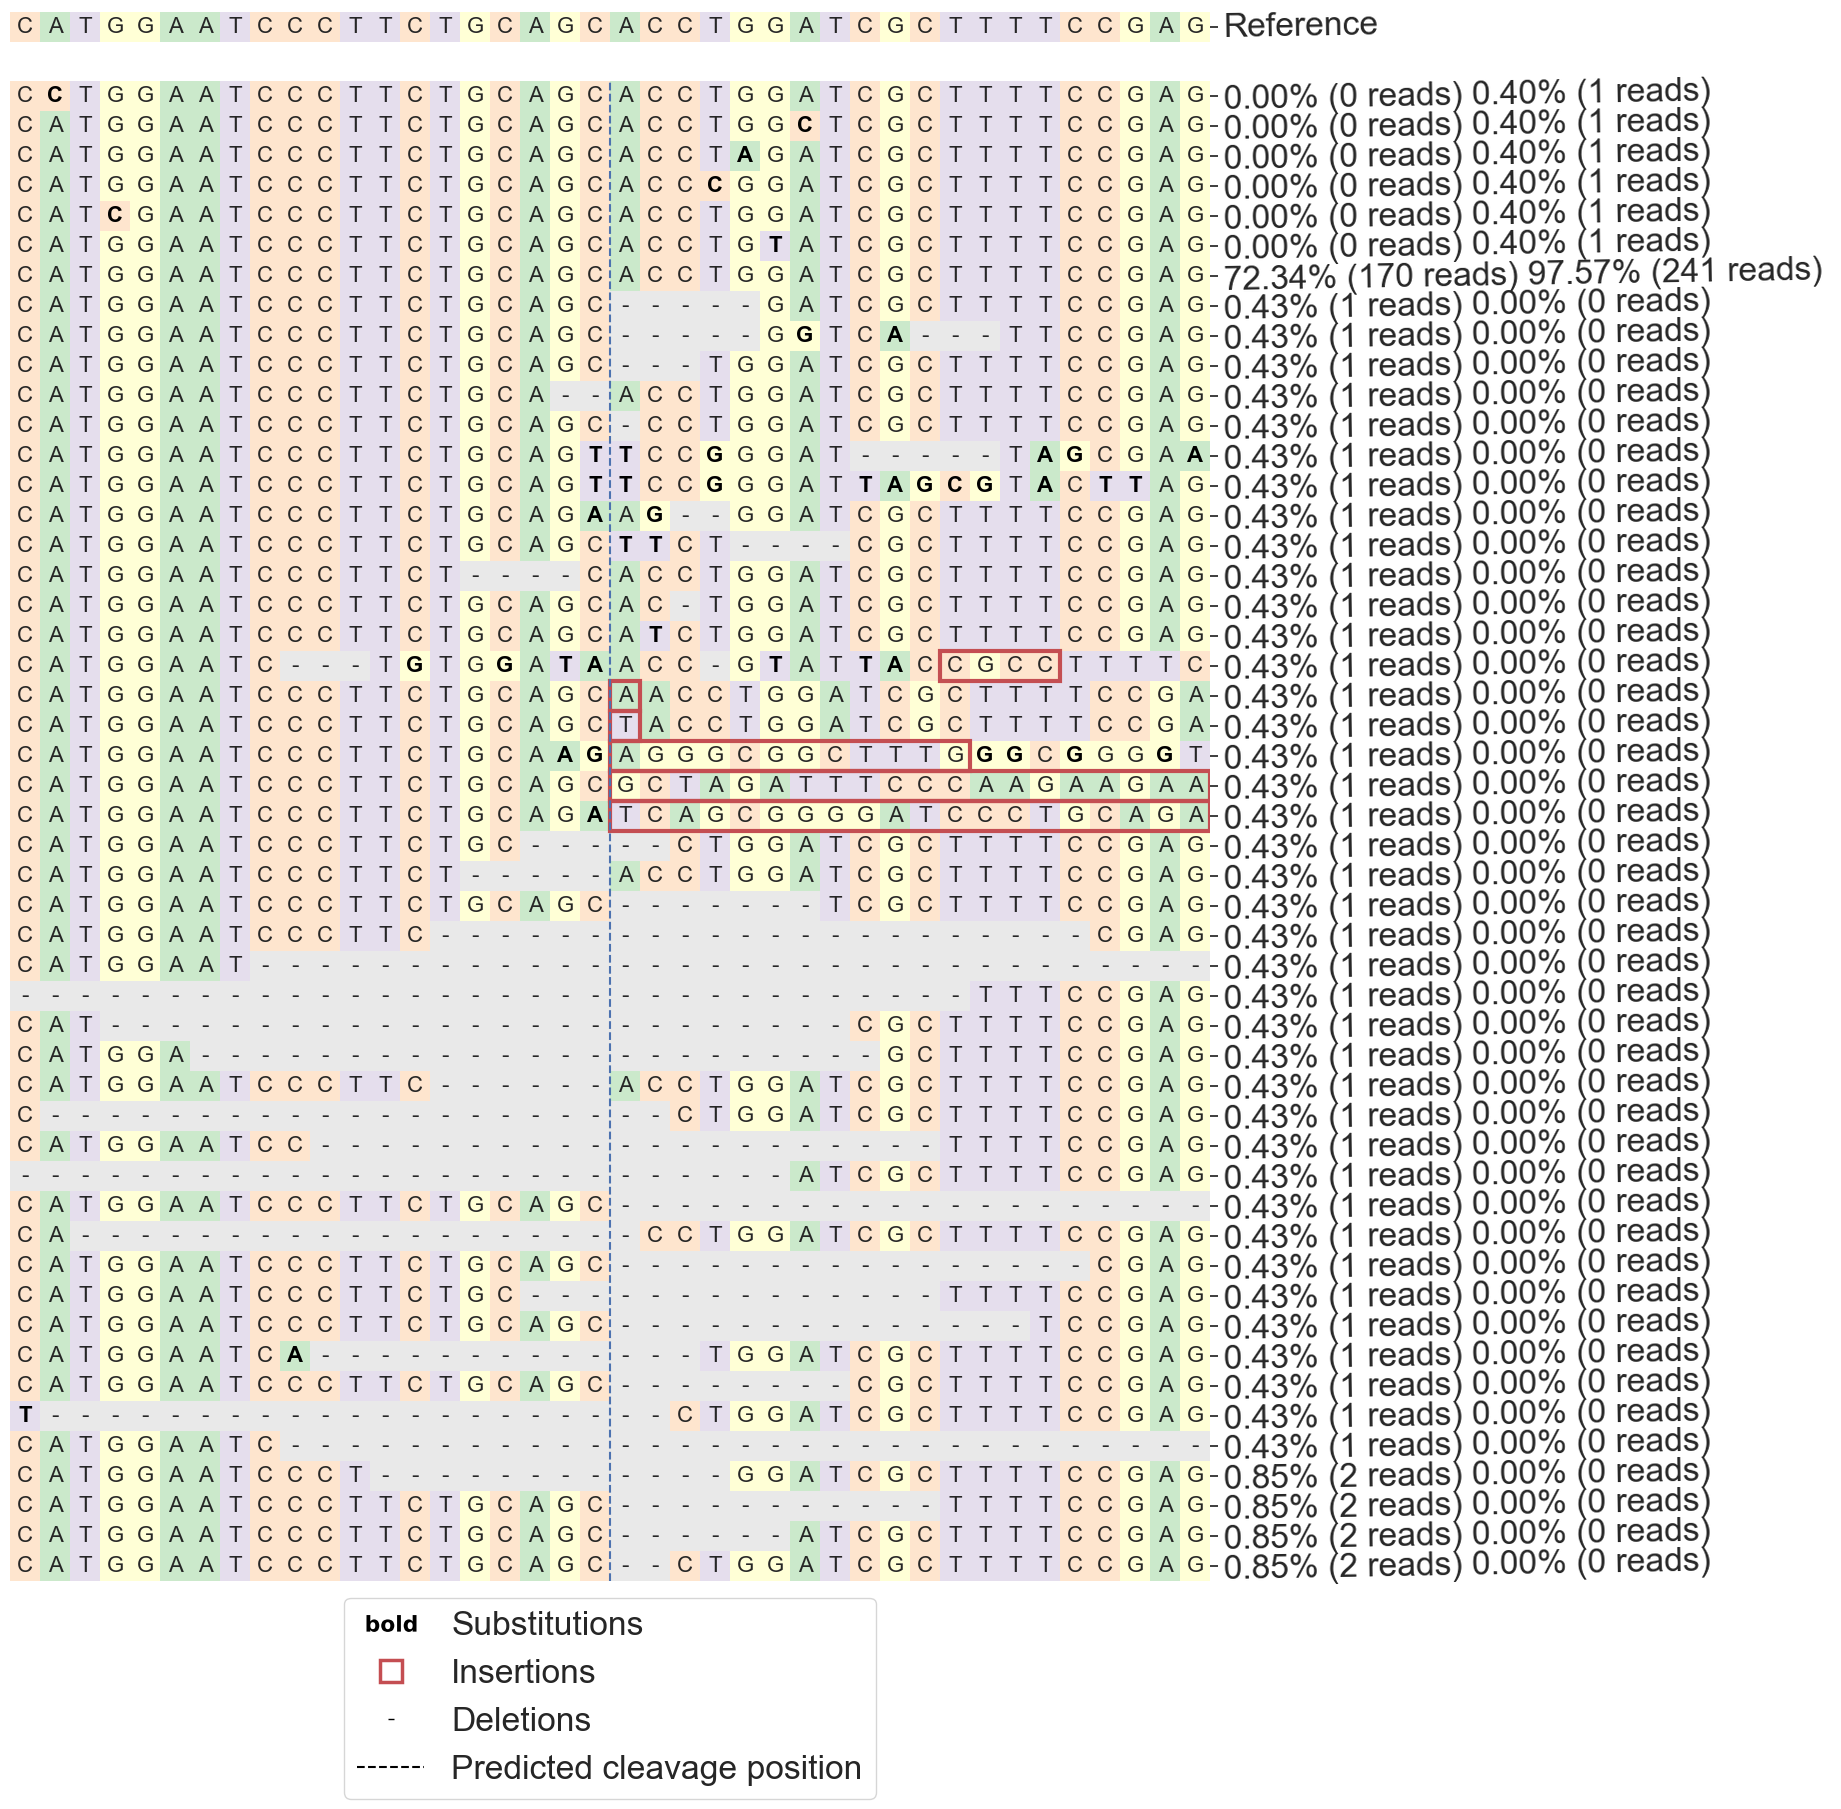 C A T G G A A T C C C T T C T G C A G C A C C T G G A T C G C T T T T C C G A G Reference
C C T G G A A T C C C T T C T G C A G C A C C T G G A T C G C T T T T C C G A G 0.00% (0 reads) 0.40% (1 reads)
C A T G G A A T C C C T T C T G C A G C A C C T G G C T C G C T T T T C C G A G 0.00% (0 reads) 0.40% (1 reads)
C A T G G A A T C C C T T C T G C A G C A C C T A G A T C G C T T T T C C G A G 0.00% (0 reads) 0.40% (1 reads)
C A T G G A A T C C C T T C T G C A G C A C C C G G A T C G C T T T T C C G A G 0.00% (0 reads) 0.40% (1 reads)
C A T C G A A T C C C T T C T G C A G C A C C T G G A T C G C T T T T C C G A G 0.00% (0 reads) 0.40% (1 reads)
C A T G G A A T C C C T T C T G C A G C A C C T G T A T C G C T T T T C C G A G 0.00% (0 reads) 0.40% (1 reads)
C A T G G A A T C C C T T C T G C A G C A C C T G G A T C G C T T T T C C G A G 72.34% (170 reads) 97.57% (241 reads)
C A T G G A A T C C C T T C T G C A G C - - - - - G A T C G C T T T T C C G A G 0.43% (1 reads) 0.00% (0 reads)
C A T G G A A T C C C T T C T G C A G C - - - - - G G T C A - - - T T C C G A G 0.43% (1 reads) 0.00% (0 reads)
C A T G G A A T C C C T T C T G C A G C - - - T G G A T C G C T T T T C C G A G 0.43% (1 reads) 0.00% (0 reads)
C A T G G A A T C C C T T C T G C A - - A C C T G G A T C G C T T T T C C G A G 0.43% (1 reads) 0.00% (0 reads)
C A T G G A A T C C C T T C T G C A G C - C C T G G A T C G C T T T T C C G A G 0.43% (1 reads) 0.00% (0 reads)
C A T G G A A T C C C T T C T G C A G T T C C G G G A T - - - - - T A G C G A A 0.43% (1 reads) 0.00% (0 reads)
C A T G G A A T C C C T T C T G C A G T T C C G G G A T T A G C G T A C T T A G 0.43% (1 reads) 0.00% (0 reads)
C A T G G A A T C C C T T C T G C A G A A G - - G G A T C G C T T T T C C G A G 0.43% (1 reads) 0.00% (0 reads)
C A T G G A A T C C C T T C T G C A G C T T C T - - - - C G C T T T T C C G A G 0.43% (1 reads) 0.00% (0 reads)
C A T G G A A T C C C T T C T - - - - C A C C T G G A T C G C T T T T C C G A G 0.43% (1 reads) 0.00% (0 reads)
C A T G G A A T C C C T T C T G C A G C A C - T G G A T C G C T T T T C C G A G 0.43% (1 reads) 0.00% (0 reads)
C A T G G A A T C C C T T C T G C A G C A T C T G G A T C G C T T T T C C G A G 0.43% (1 reads) 0.00% (0 reads)
C A T G G A A T C - - - T G T G G A T A A C C - G T A T T A C C G C C T T T T C 0.43% (1 reads) 0.00% (0 reads)
C A T G G A A T C C C T T C T G C A G C A A C C T G G A T C G C T T T T C C G A 0.43% (1 reads) 0.00% (0 reads)
C A T G G A A T C C C T T C T G C A G C T A C C T G G A T C G C T T T T C C G A 0.43% (1 reads) 0.00% (0 reads)
C A T G G A A T C C C T T C T G C A A G A G G G C G G C T T T G G G C G G G G T 0.43% (1 reads) 0.00% (0 reads)
C A T G G A A T C C C T T C T G C A G C G C T A G A T T T C C C A A G A A G A A 0.43% (1 reads) 0.00% (0 reads)
C A T G G A A T C C C T T C T G C A G A T C A G C G G G G A T C C C T G C A G A 0.43% (1 reads) 0.00% (0 reads)
C A T G G A A T C C C T T C T G C - - - - - C T G G A T C G C T T T T C C G A G 0.43% (1 reads) 0.00% (0 reads)
C A T G G A A T C C C T T C T - - - - - A C C T G G A T C G C T T T T C C G A G 0.43% (1 reads) 0.00% (0 reads)
C A T G G A A T C C C T T C T G C A G C - - - - - - - T C G C T T T T C C G A G 0.43% (1 reads) 0.00% (0 reads)
C A T G G A A T C C C T T C - - - - - - - - - - - - - - - - - - - - - - C G A G 0.43% (1 reads) 0.00% (0 reads)
C A T G G A A T - - - - - - - - - - - - - - - - - - - - - - - - - - - - - - - - 0.43% (1 reads) 0.00% (0 reads)
- - - - - - - - - - - - - - - - - - - - - - - - - - - - - - - - T T T C C G A G 0.43% (1 reads) 0.00% (0 reads)
C A T - - - - - - - - - - - - - - - - - - - - - - - - - C G C T T T T C C G A G 0.43% (1 reads) 0.00% (0 reads)
C A T G G A - - - - - - - - - - - - - - - - - - - - - - - G C T T T T C C G A G 0.43% (1 reads) 0.00% (0 reads)
C A T G G A A T C C C T T C - - - - - - A C C T G G A T C G C T T T T C C G A G 0.43% (1 reads) 0.00% (0 reads)
C - - - - - - - - - - - - - - - - - - - - - C T G G A T C G C T T T T C C G A G 0.43% (1 reads) 0.00% (0 reads)
C A T G G A A T C C - - - - - - - - - - - - - - - - - - - - - T T T T C C G A G 0.43% (1 reads) 0.00% (0 reads)
- - - - - - - - - - - - - - - - - - - - - - - - - - A T C G C T T T T C C G A G 0.43% (1 reads) 0.00% (0 reads)
C A T G G A A T C C C T T C T G C A G C - - - - - - - - - - - - - - - - - - - - 0.43% (1 reads) 0.00% (0 reads)
C A - - - - - - - - - - - - - - - - - - - C C T G G A T C G C T T T T C C G A G 0.43% (1 reads) 0.00% (0 reads)
C A T G G A A T C C C T T C T G C A G C - - - - - - - - - - - - - - - - C G A G 0.43% (1 reads) 0.00% (0 reads)
C A T G G A A T C C C T T C T G C - - - - - - - - - - - - - - T T T T C C G A G 0.43% (1 reads) 0.00% (0 reads)
C A T G G A A T C C C T T C T G C A G C - - - - - - - - - - - - - - T C C G A G 0.43% (1 reads) 0.00% (0 reads)
C A T G G A A T C A - - - - - - - - - - - - - T G G A T C G C T T T T C C G A G 0.43% (1 reads) 0.00% (0 reads)
C A T G G A A T C C C T T C T G C A G C - - - - - - - - C G C T T T T C C G A G 0.43% (1 reads) 0.00% (0 reads)
T - - - - - - - - - - - - - - - - - - - - - C T G G A T C G C T T T T C C G A G 0.43% (1 reads) 0.00% (0 reads)
C A T G G A A T C - - - - - - - - - - - - - - - - - - - - - - - - - - - - - - - 0.43% (1 reads) 0.00% (0 reads)
C A T G G A A T C C C T - - - - - - - - - - - - G G A T C G C T T T T C C G A G 0.85% (2 reads) 0.00% (0 reads)
C A T G G A A T C C C T T C T G C A G C - - - - - - - - - - - T T T T C C G A G 0.85% (2 reads) 0.00% (0 reads)
C A T G G A A T C C C T T C T G C A G C - - - - - - A T C G C T T T T C C G A G 0.85% (2 reads) 0.00% (0 reads)
C A T G G A A T C C C T T C T G C A G C - - C T G G A T C G C T T T T C C G A G 0.85% (2 reads) 0.00% (0 reads)
bold Substitutions
Insertions
- Deletions
Predicted cleavage position